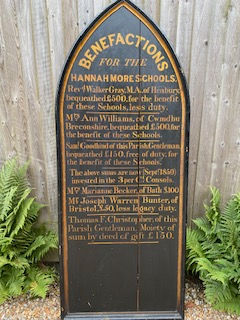 BENEFACTIONS
FOR THE
HANNAH MORE SCHOOLS.
Revd Walker Gray, M.A., of Henbury,
bequeathed £500, for the benefit
of these Schools, less duty.
Mrs Ann Williams, of Cwmdhu
Breconshire, bequeathed £500, for
the benefit of these Schools.
Saml Goodhind of this Parish Gentleman,
bequeathed £150, free of duty, for
the benefit of these Schools.
The above sums are now (Sept 1850)
invested in the 3 per Ct Consols.
Mrs Marianne Becker, of Bath £100
Mr Joseph Warren Hunter, of
Bristol, £50, less legacy duty.
Thomas F. Christopher, of this
Parish Gentleman. Moiety of
sum by deed of gift £150.